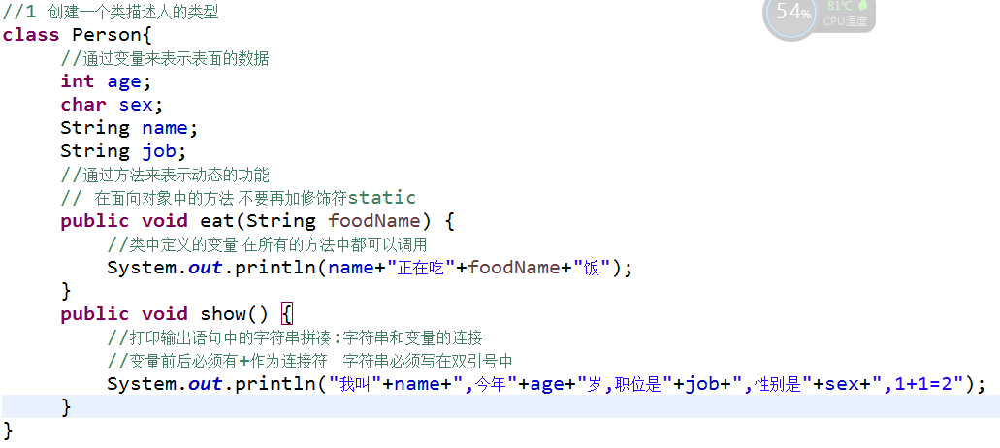 //1 创建一个类描述人的类型
54%
81℃
CPU温度
class Person{
//通过变量来表示表面的数据
int age;
char sex;
String name;
String job;
//通过方法来表示动态的功能
// 在面向对象中的方法 不要再加修饰符static
public void eat(String foodName) {
//类中定义的变量 在所有的方法中都可以调用
System.out.println(name+"正在吃"+foodName+"饭");
}
public void show() {
//打印输出语句中的字符串拼凑:字符串和变量的连接
//变量前后必须有+作为连接符 字符串必须写在双引号中
System.out.println("我叫"+name+",今年"+age+"岁,职位是"+job+",性别是"+sex+",1+1=2");
}
}